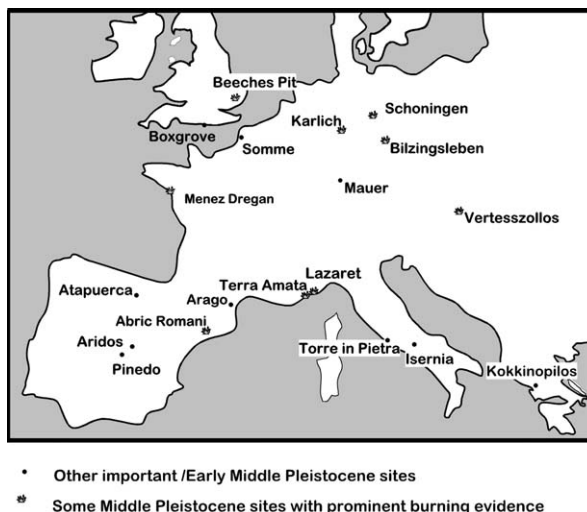 Beeches Pit
Schoningen
Karlich
Boxgrove
Somme
Bilzingsleben
Mauer
Menez Dregan
Vertesszollos
Lazaret
Terra Amata
Atapuerca
Arago
Abric Romani
Aridos
Pinedo
Torre in Pietra
Isernia
Kokkinopilos
Other important /Early Middle Pleistocene sites
Some Middle Pleistocene sites with prominent burning evidence